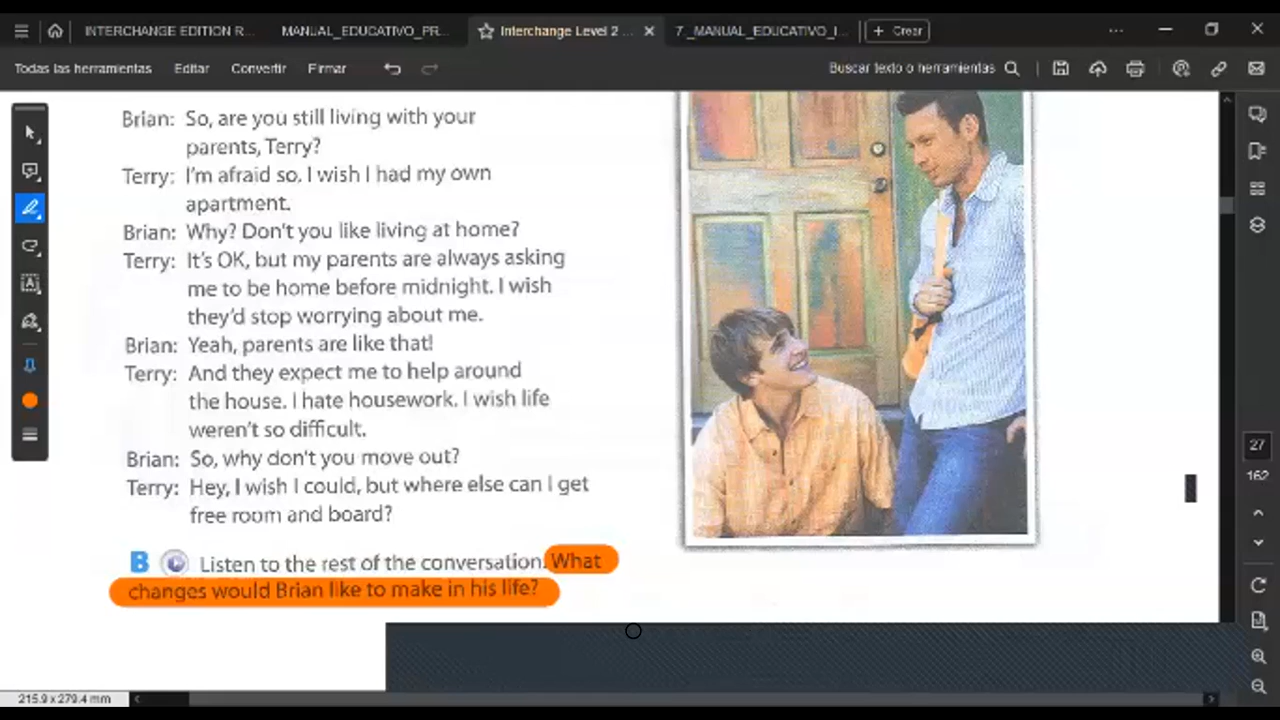 INTERCHANGE EDITION R...
MANUAL_EDUCATIVO_PR...
Interchange Level 2 ...
7._MANUAL_EDUCATIVO_I...
+ Crear
Todas las herramientas
Editar
Convertir
Firmar
Buscar texto o herramientas
Brian: So, are you still living with your
parents, Terry?
Terry: I'm afraid so. I wish I had my own
apartment.
Brian: Why? Don't you like living at home?
Terry: It's OK, but my parents are always asking
me to be home before midnight. I wish
they'd stop worrying about me.
Brian: Yeah, parents are like that!
Terry: And they expect me to help around
the house. I hate housework. I wish life
weren't so difficult.
Brian: So, why don't you move out?
Terry: Hey, I wish I could, but where else can I get
free room and board?
B Listen to the rest of the conversation. What
changes would Brian like to make in his life?
27
162
215.9 x 279.4 mm